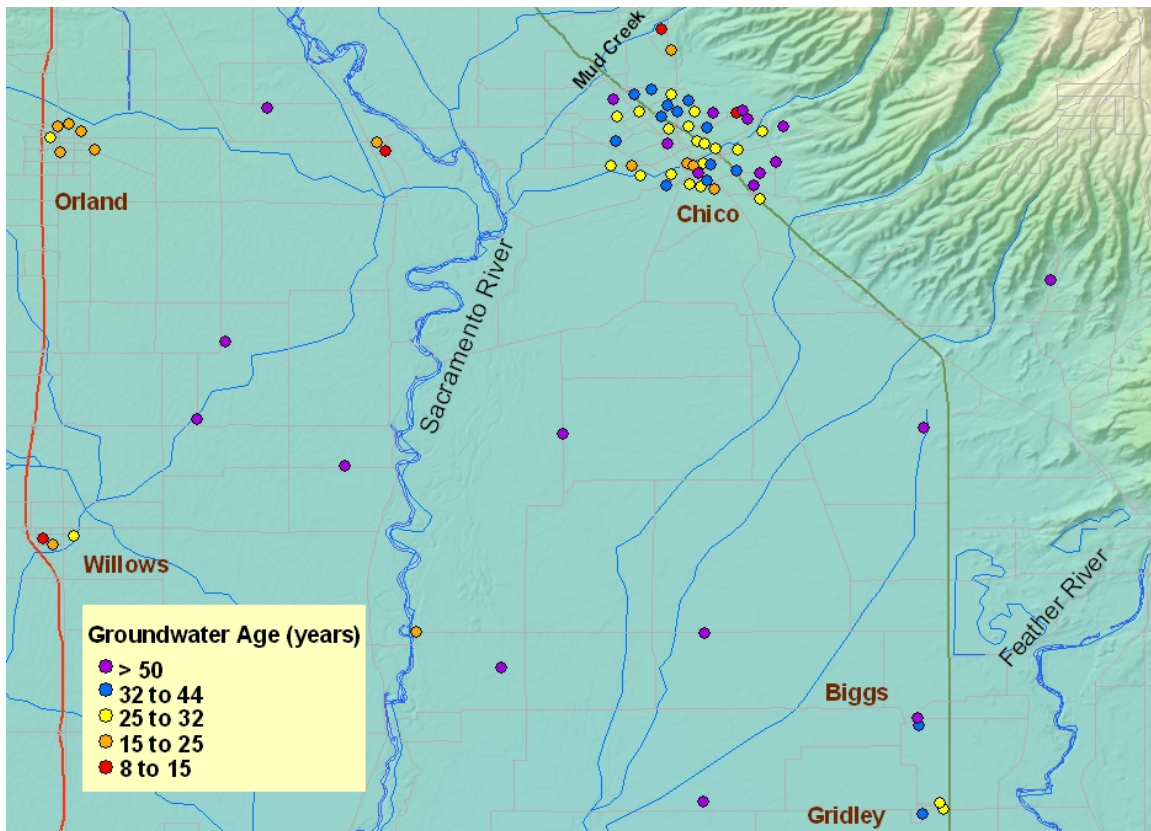 Mud Creek
Orland
Chico
Sacramento River
Willows
Feather River
Groundwater Age (years)
> 50
32 to 44
25 to 32
15 to 25
8 to 15
Biggs
Gridley